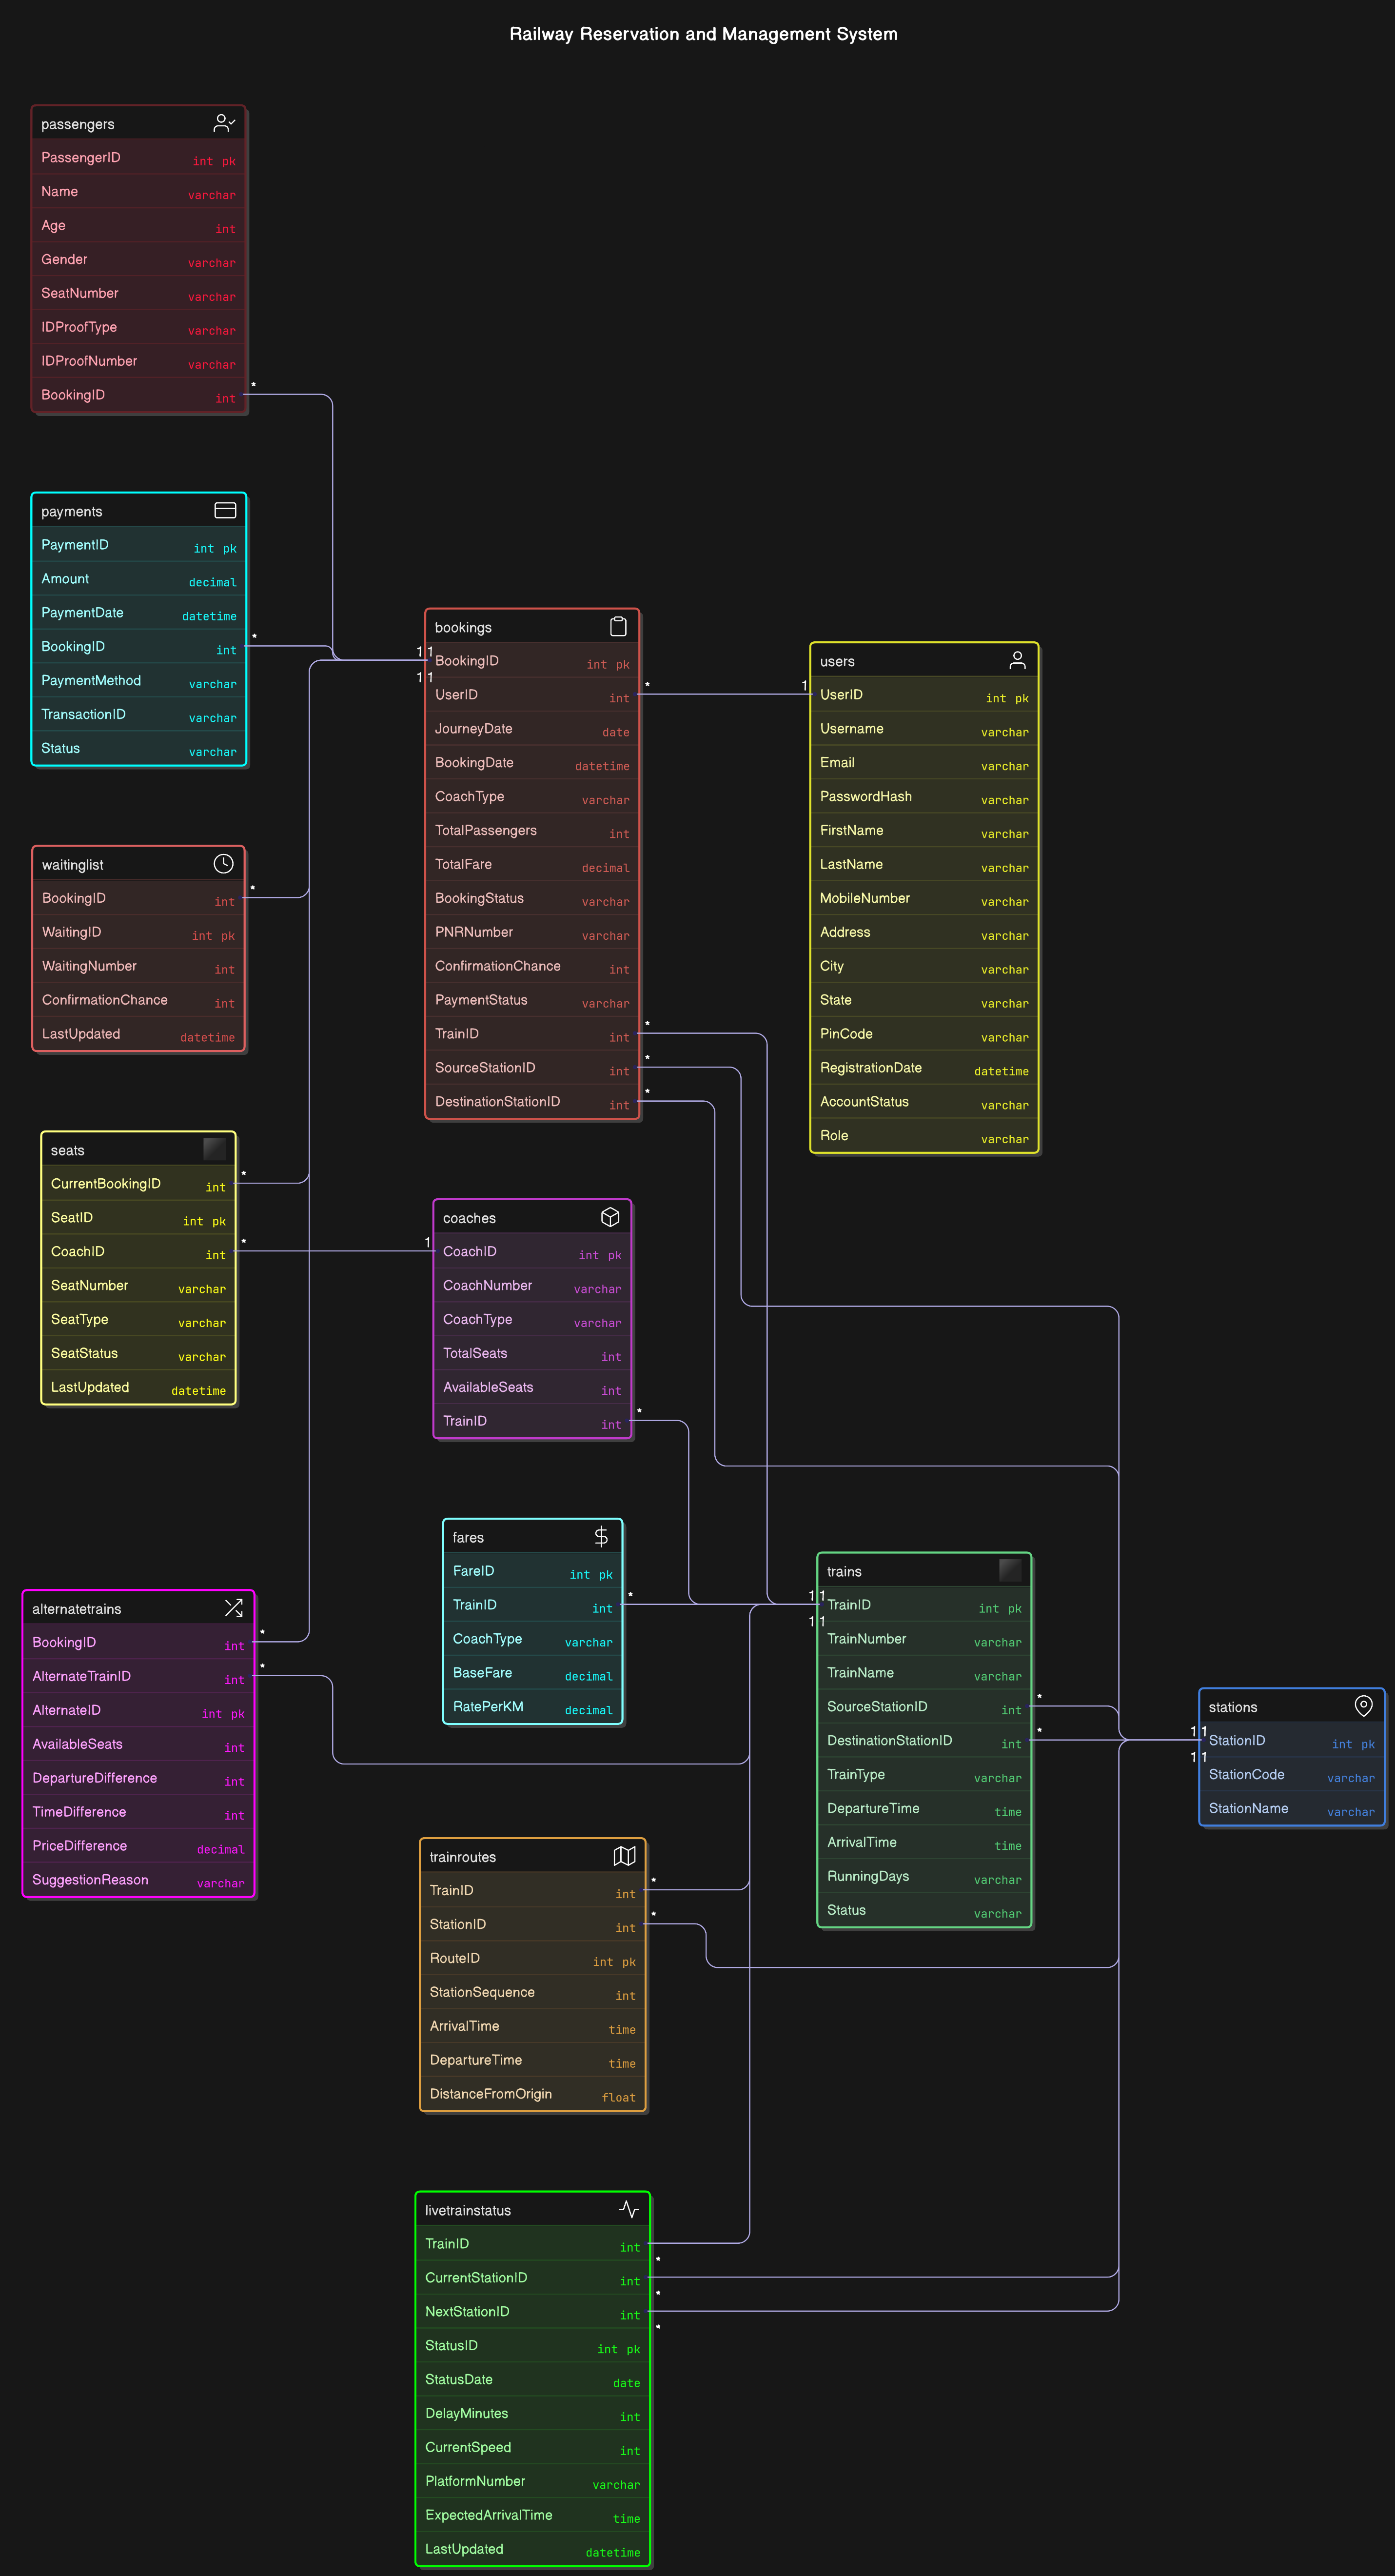 Railway Reservation and Management System
passengers
PassengerID int pk
Name varchar
Age int
Gender varchar
SeatNumber varchar
IDProofType varchar
IDProofNumber varchar
BookingID int
*
payments
PaymentID int pk
Amount decimal
PaymentDate datetime
BookingID int
*
PaymentMethod varchar
TransactionID varchar
Status varchar
waitinglist
BookingID int
*
WaitingID int pk
WaitingNumber int
ConfirmationChance int
LastUpdated datetime
seats
CurrentBookingID int
*
SeatID int pk
CoachID int
*
SeatNumber varchar
SeatType varchar
SeatStatus varchar
LastUpdated datetime
alternatetrains
BookingID int
*
AlternateTrainID int
*
AlternateID int pk
AvailableSeats int
DepartureDifference int
TimeDifference int
PriceDifference decimal
SuggestionReason varchar
bookings
1 1
BookingID int pk
1 1
UserID int
*
JourneyDate date
BookingDate datetime
CoachType varchar
TotalPassengers int
TotalFare decimal
BookingStatus varchar
PNRNumber varchar
ConfirmationChance int
PaymentStatus varchar
TrainID int
*
SourceStationID int
*
DestinationStationID int
*
coaches
1
CoachID int pk
CoachNumber varchar
CoachType varchar
TotalSeats int
AvailableSeats int
TrainID int
*
fares
FareID int pk
TrainID int
*
CoachType varchar
BaseFare decimal
RatePerKM decimal
trainroutes
TrainID int
*
StationID int
*
RouteID int pk
StationSequence int
ArrivalTime time
DepartureTime time
DistanceFromOrigin float
livetrainstatus
TrainID int
*
CurrentStationID int
*
NextStationID int
*
StatusID int pk
StatusDate date
DelayMinutes int
CurrentSpeed int
PlatformNumber varchar
ExpectedArrivalTime time
LastUpdated datetime
users
1
UserID int pk
Username varchar
Email varchar
PasswordHash varchar
FirstName varchar
LastName varchar
MobileNumber varchar
Address varchar
City varchar
State varchar
PinCode varchar
RegistrationDate datetime
AccountStatus varchar
Role varchar
trains
1 1
TrainID int pk
1 1
TrainNumber varchar
TrainName varchar
SourceStationID int
*
DestinationStationID int
*
TrainType varchar
DepartureTime time
ArrivalTime time
RunningDays varchar
Status varchar
stations
1 1
StationID int pk
1 1
StationCode varchar
StationName varchar